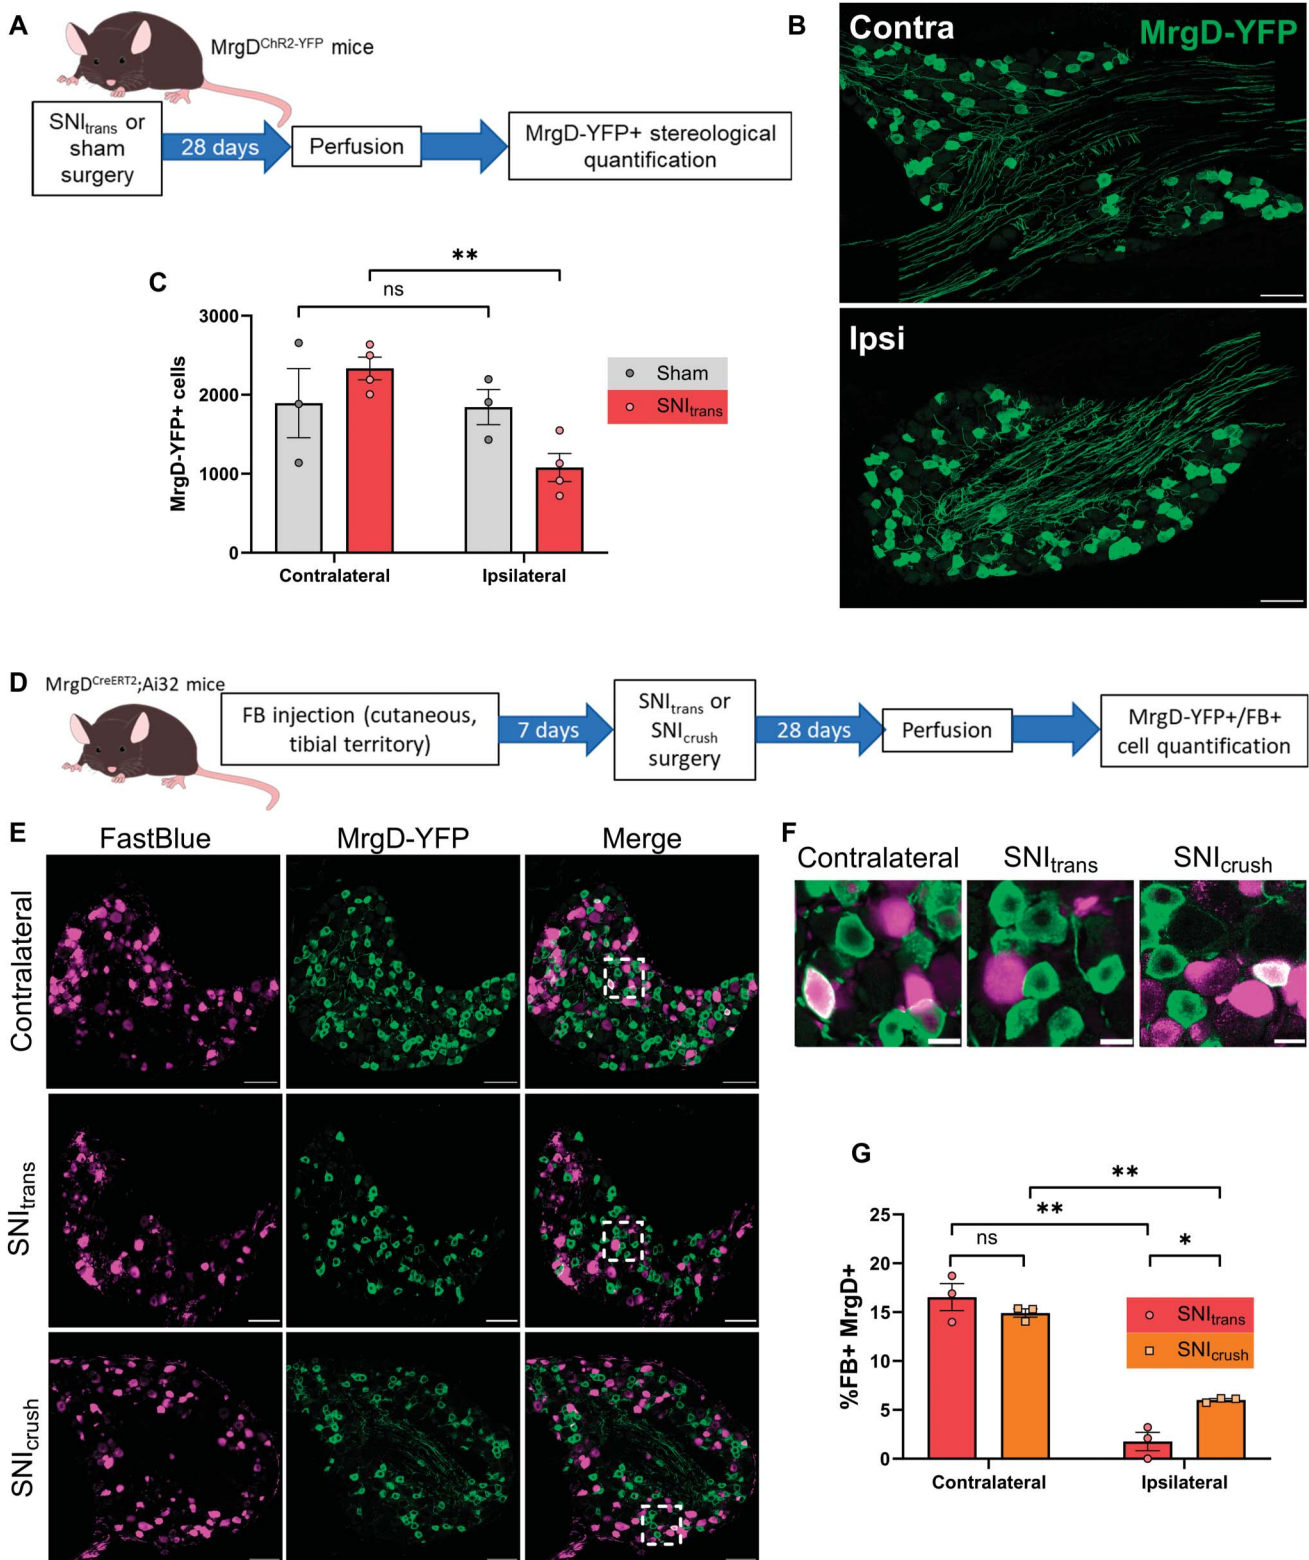 A
MrgD^ChR2-YFP mice
SNI_trans or
sham
surgery
28 days
Perfusion
MrgD-YFP+ stereological
quantification
B
Contra
MrgD-YFP
Ipsi
C
**
ns
MrgD-YFP+ cells
3000
2000
1000
0
Contralateral
Ipsilateral
Sham
SNI_trans
D
MrgD^CreERT2;Ai32 mice
FB injection (cutaneous,
tibial territory)
7 days
SNI_trans or
SNI_crush
surgery
28 days
Perfusion
MrgD-YFP+/FB+
cell quantification
E
FastBlue
MrgD-YFP
Merge
Contralateral
SNI_trans
SNI_crush
F
Contralateral
SNI_trans
SNI_crush
G
**
**
ns
*
%FB+ MrgD+
25
20
15
10
5
0
Contralateral
Ipsilateral
SNI_trans
SNI_crush